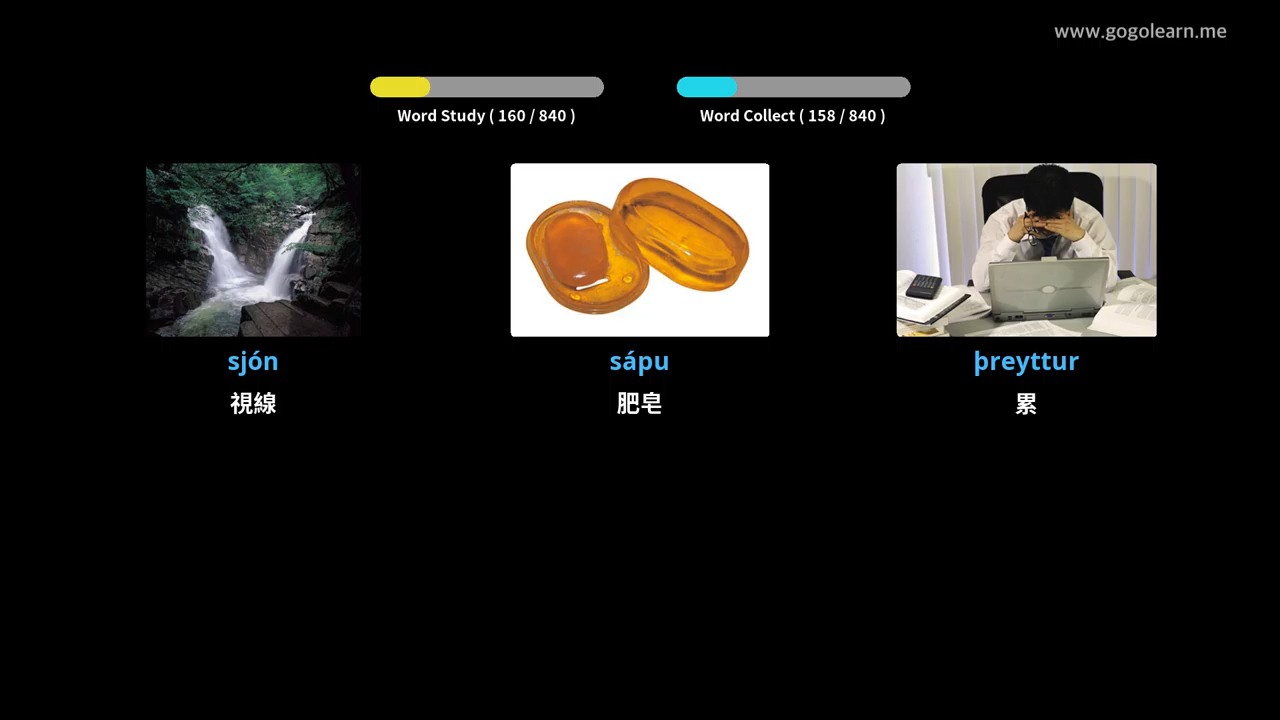 www.gogolearn.me
Word Study ( 160 / 840 )
Word Collect ( 158 / 840 )
sjón
視線
sápu
肥皂
þreyttur
累